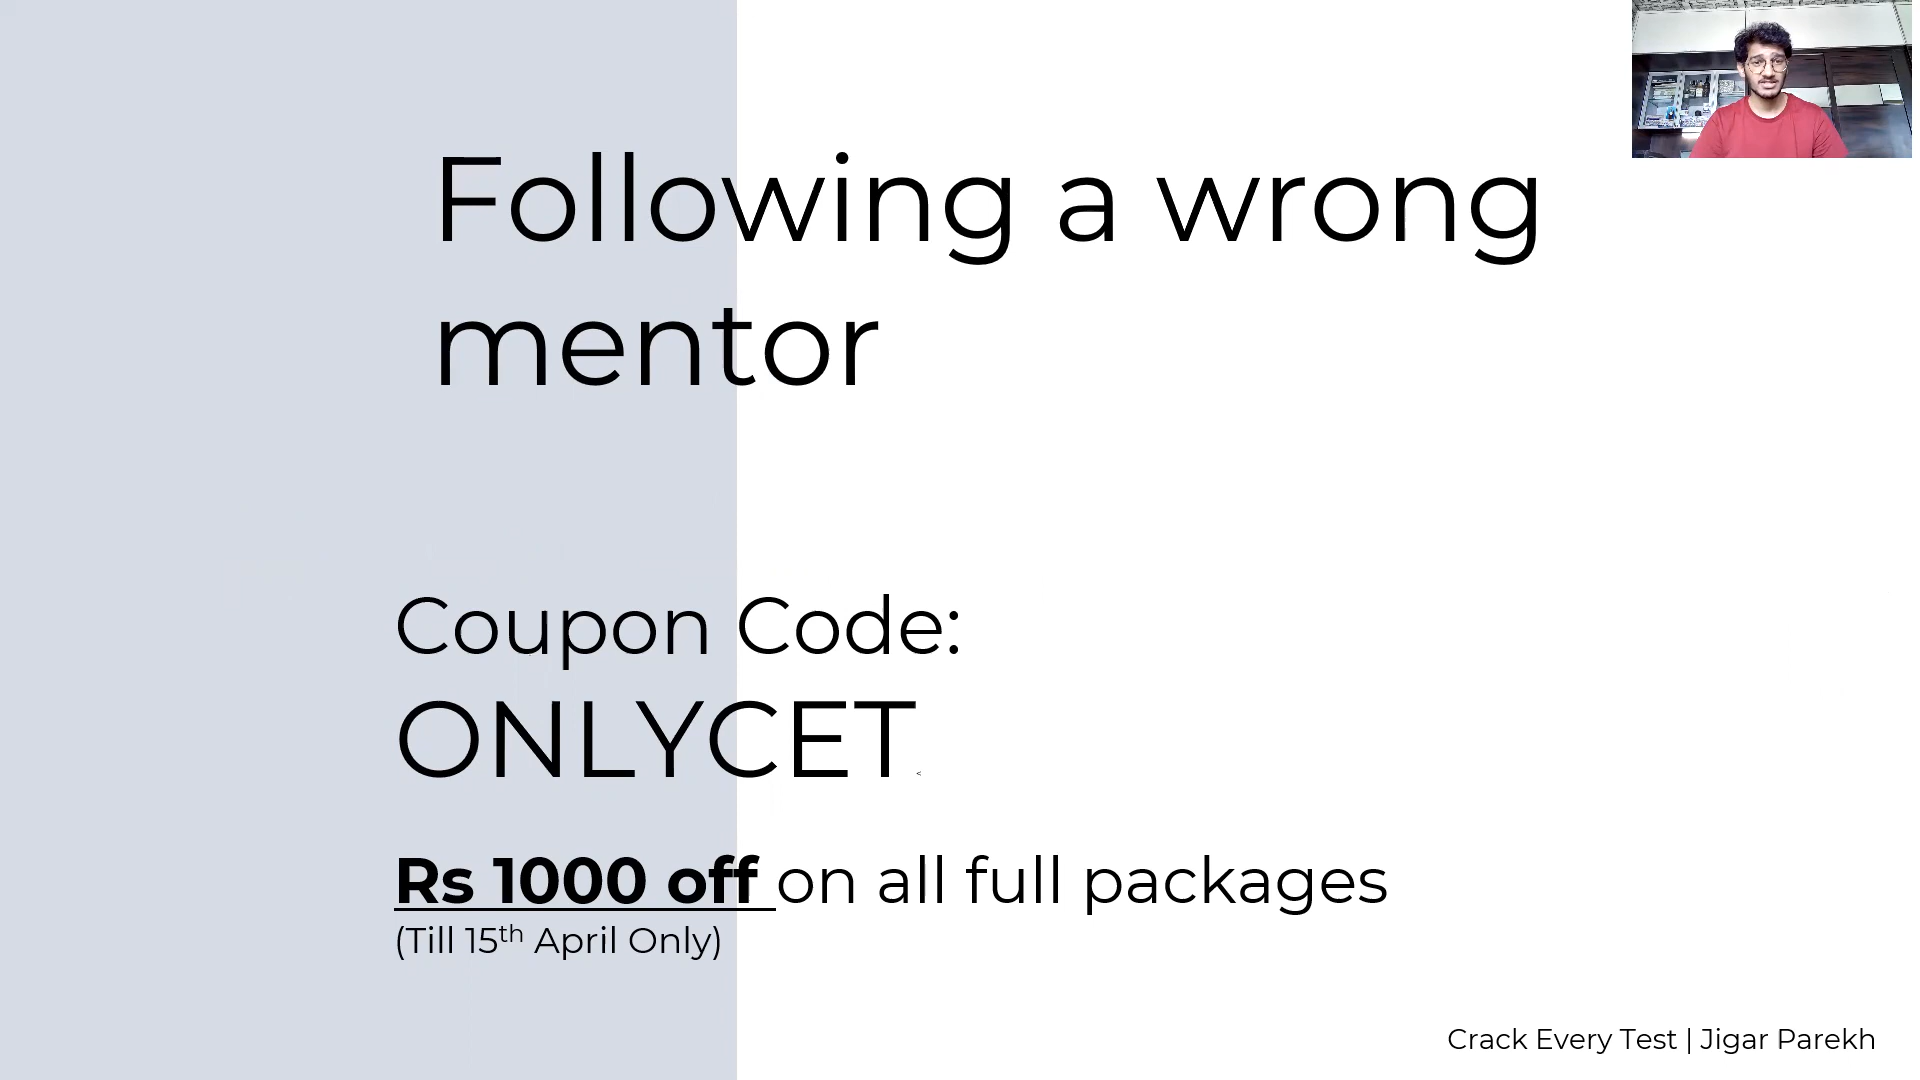 Following a wrong
mentor
Coupon Code:
ONLYCET
Rs 1000 off on all full packages
(Till 15th April Only)
Crack Every Test | Jigar Parekh